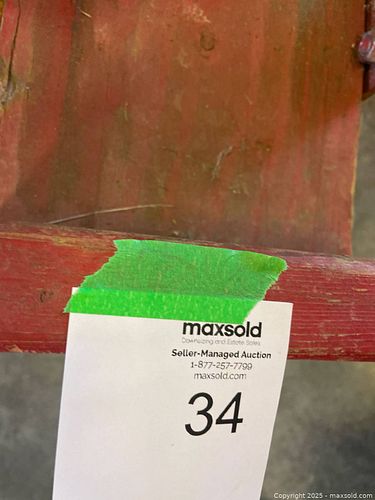 maxsold
Downsizing and Estate Sales
Seller-Managed Auction
1-877-257-7799
maxsold.com
34
Copyright © 2025 - maxsold.com